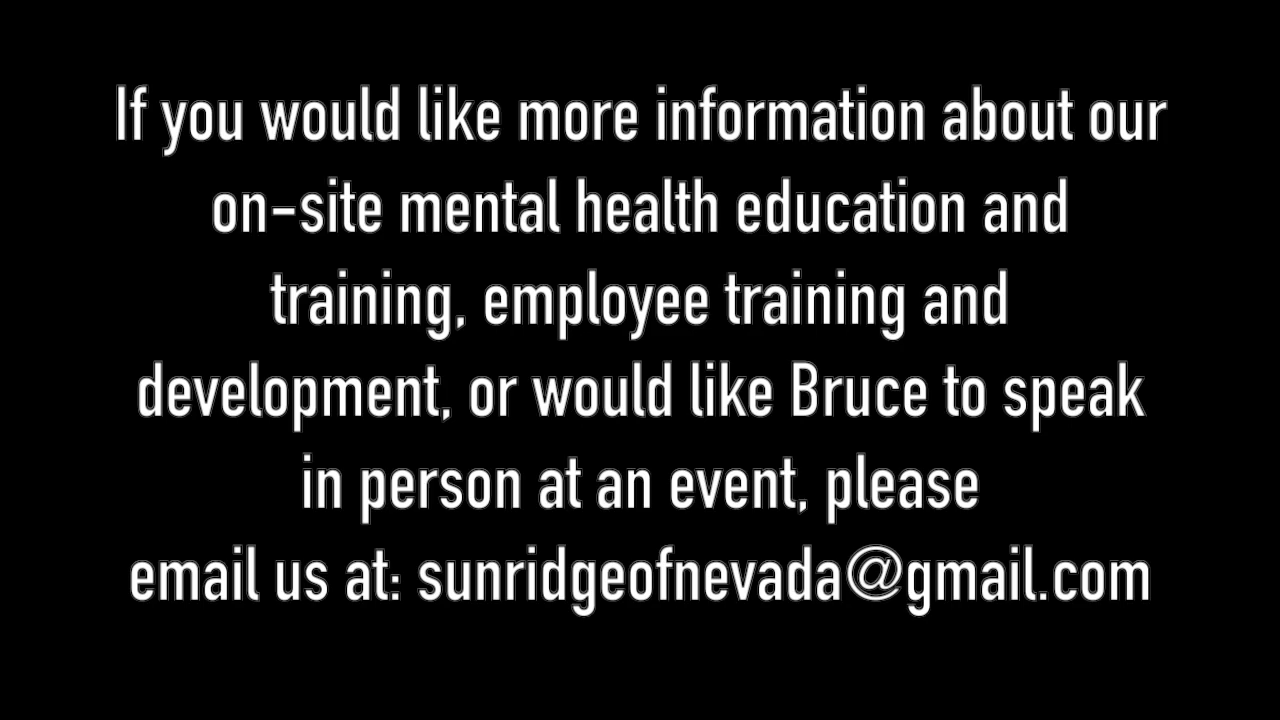 If you would like more information about our
on-site mental health education and
training, employee training and
development, or would like Bruce to speak
in person at an event, please
email us at: sunridgeofnevada@gmail.com